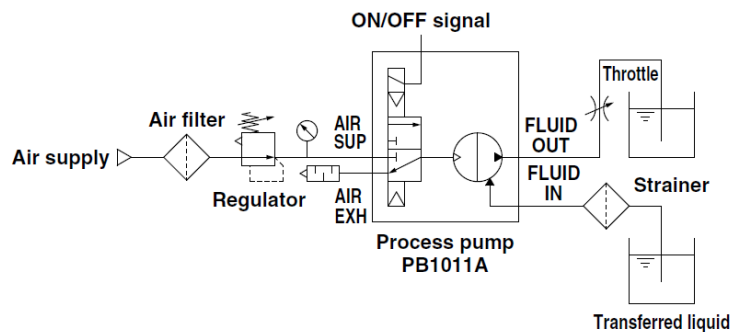 ON/OFF signal
Throttle
Air filter
AIR
SUP
FLUID
OUT
Air supply
FLUID
IN
Strainer
Regulator
AIR
EXH
Process pump
PB1011A
Transferred liquid